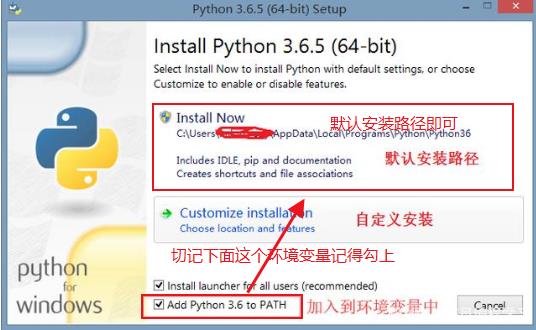 Python 3.6.5 (64-bit) Setup
Install Python 3.6.5 (64-bit)
Select Install Now to install Python with default settings, or choose
Customize to enable or disable features.
Install Now
默认安装路径即可
C:\Users\ \AppData\Local\Programs\Python\Python36
Includes IDLE, pip and documentation
默认安装路径
Creates shortcuts and file associations
Customize installation
自定义安装
Choose location and features
切记下面这个环境变量记得勾上
python
for
windows
Install launcher for all users (recommended)
Add Python 3.6 to PATH
加入到环境变量中
Cancel